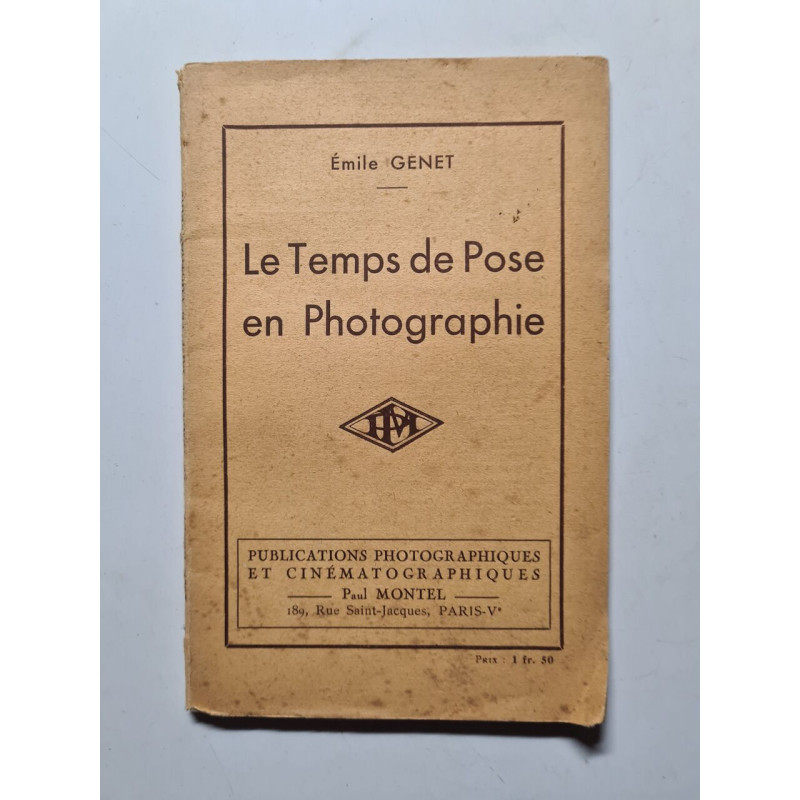 Émile GENET
Le Temps de Pose
en Photographie
PUBLICATIONS PHOTOGRAPHIQUES
ET CINÉMATOGRAPHIQUES
Paul MONTEL
189, Rue Saint-Jacques, PARIS-Vᵉ
Prix : 1 fr. 50